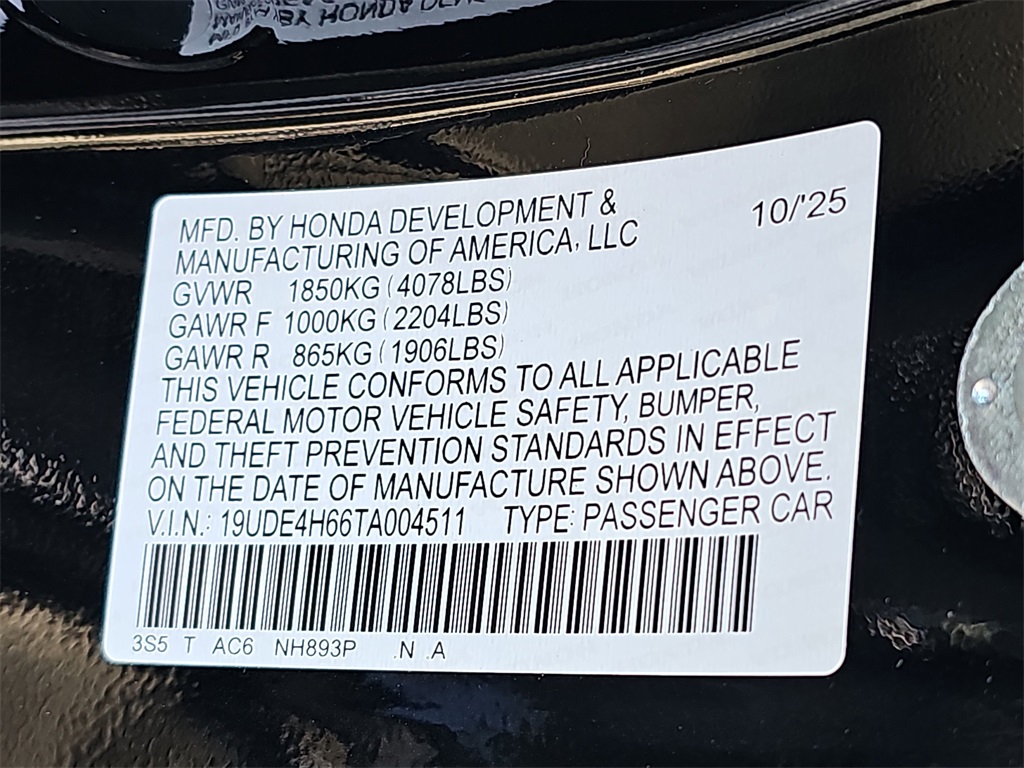 BY HONDA
MFD. BY HONDA DEVELOPMENT & 10/'25
MANUFACTURING OF AMERICA, LLC
GVWR 1850KG (4078LBS)
GAWR F 1000KG (2204LBS)
GAWR R 865KG (1906LBS)
THIS VEHICLE CONFORMS TO ALL APPLICABLE
FEDERAL MOTOR VEHICLE SAFETY, BUMPER,
AND THEFT PREVENTION STANDARDS IN EFFECT
ON THE DATE OF MANUFACTURE SHOWN ABOVE.
V.I.N.: 19UDE4H66TA004511 TYPE: PASSENGER CAR
3S5 T AC6 NH893P .N .A